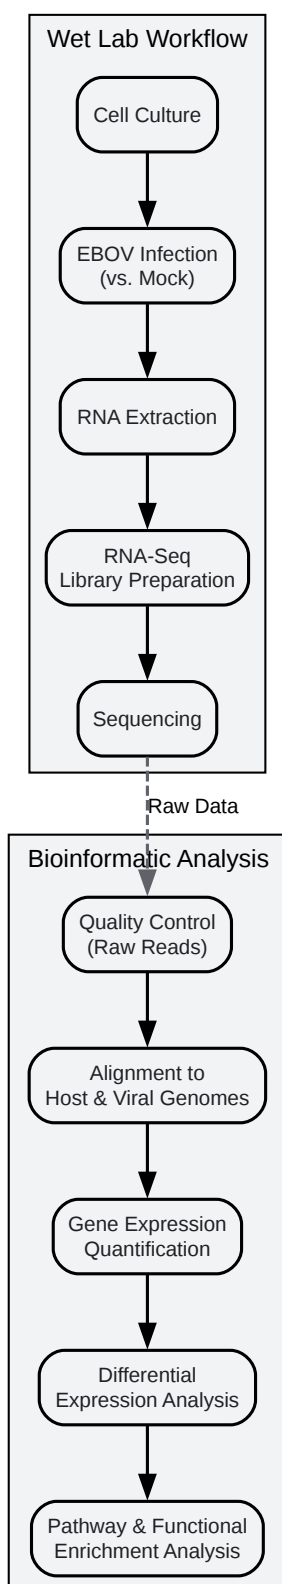 Wet Lab Workflow
Cell Culture
EBOV Infection
(vs. Mock)
RNA Extraction
RNA-Seq
Library Preparation
Sequencing
Raw Data
Bioinformatic Analysis
Quality Control
(Raw Reads)
Alignment to
Host & Viral Genomes
Gene Expression
Quantification
Differential
Expression Analysis
Pathway & Functional
Enrichment Analysis